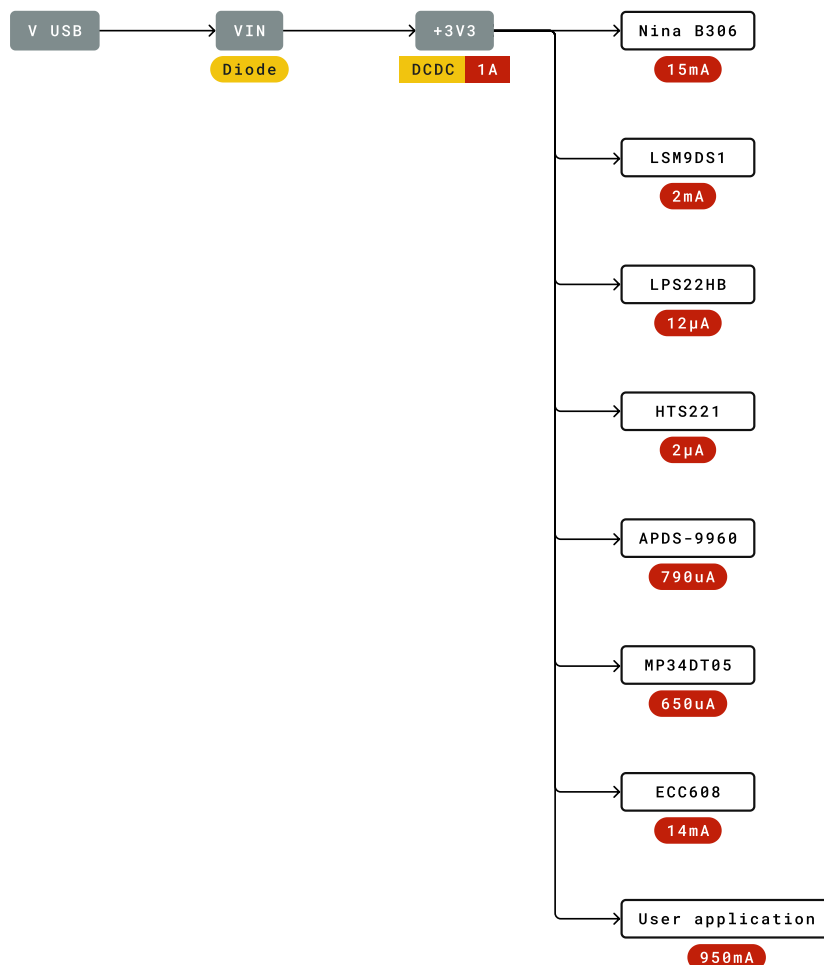 V USB
VIN
+3V3
Nina B306
Diode
DCDC 1A
15mA
LSM9DS1
2mA
LPS22HB
12µA
HTS221
2µA
APDS-9960
790uA
MP34DT05
650uA
ECC608
14mA
User application
950mA